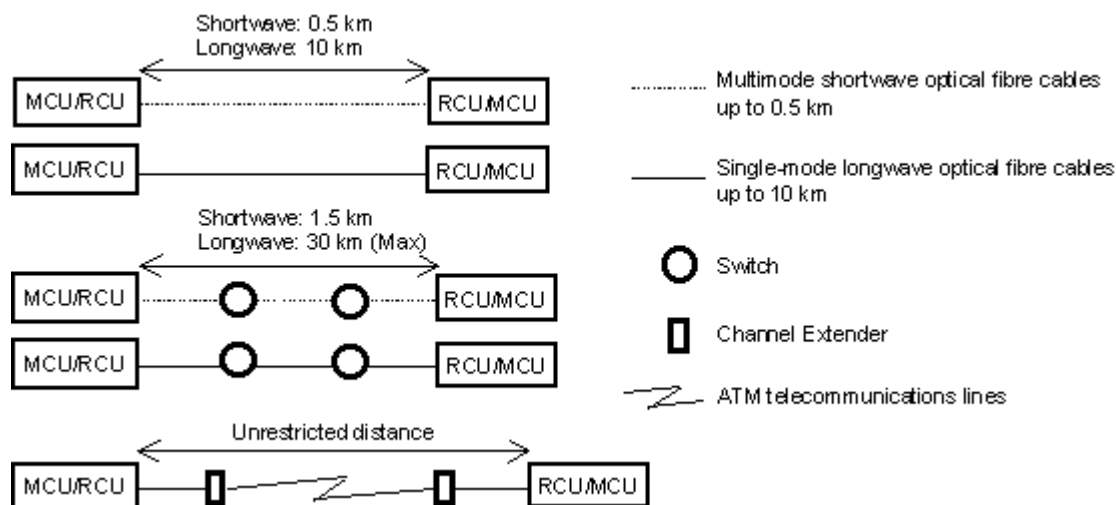 Shortwave: 0.5 km
Longwave: 10 km
MCU/RCU
RCU/MCU
MCU/RCU
RCU/MCU
Shortwave: 1.5 km
Longwave: 30 km (Max)
MCU/RCU
RCU/MCU
MCU/RCU
RCU/MCU
Unrestricted distance
MCU/RCU
RCU/MCU
Multimode shortwave optical fibre cables
up to 0.5 km
Single-mode longwave optical fibre cables
up to 10 km
Switch
Channel Extender
ATM telecommunications lines